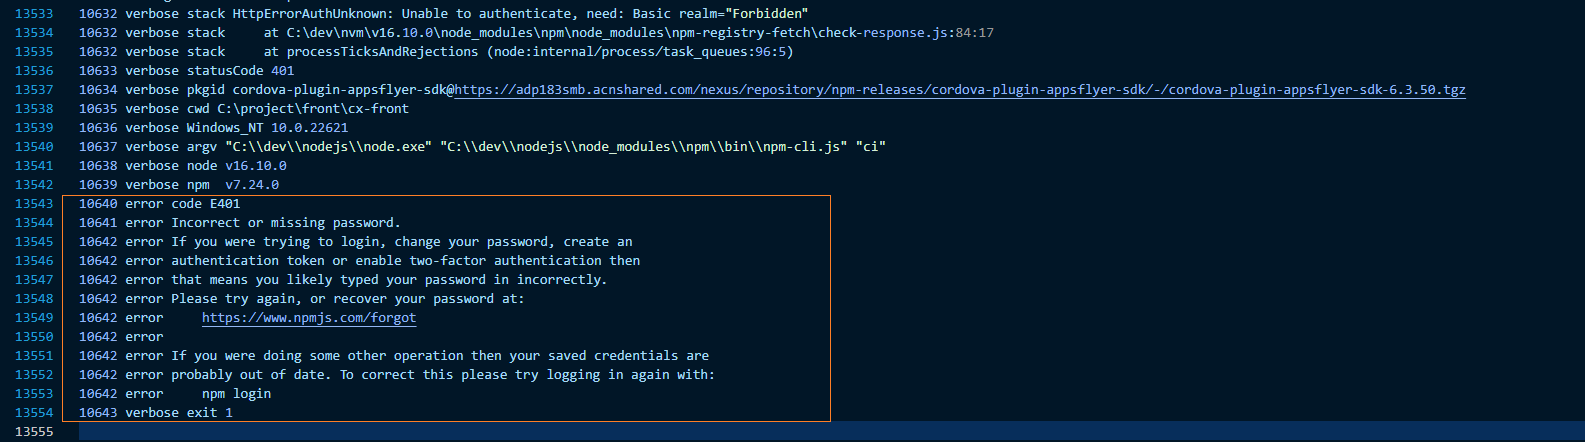 13533 10632 verbose stack HttpErrorAuthUnknown: Unable to authenticate, need: Basic realm="Forbidden"
13534 10632 verbose stack     at C:\dev\nvm\v16.10.0\node_modules\npm\node_modules\npm-registry-fetch\check-response.js:84:17
13535 10632 verbose stack     at processTicksAndRejections (node:internal/process/task_queues:96:5)
13536 10633 verbose statusCode 401
13537 10634 verbose pkgid cordova-plugin-appsflyer-sdk@https://adp183smb.acnshared.com/nexus/repository/npm-releases/cordova-plugin-appsflyer-sdk/-/cordova-plugin-appsflyer-sdk-6.3.50.tgz
13538 10635 verbose cwd C:\project\front\cx-front
13539 10636 verbose Windows_NT 10.0.22621
13540 10637 verbose argv "C:\\dev\\nodejs\\node.exe" "C:\\dev\\nodejs\\node_modules\\npm\\bin\\npm-cli.js" "ci"
13541 10638 verbose node v16.10.0
13542 10639 verbose npm  v7.24.0
13543 10640 error code E401
13544 10641 error Incorrect or missing password.
13545 10642 error If you were trying to login, change your password, create an
13546 10642 error authentication token or enable two-factor authentication then
13547 10642 error that means you likely typed your password in incorrectly.
13548 10642 error Please try again, or recover your password at:
13549 10642 error     https://www.npmjs.com/forgot
13550 10642 error
13551 10642 error If you were doing some other operation then your saved credentials are
13552 10642 error probably out of date. To correct this please try logging in again with:
13553 10642 error     npm login
13554 10643 verbose exit 1
13555